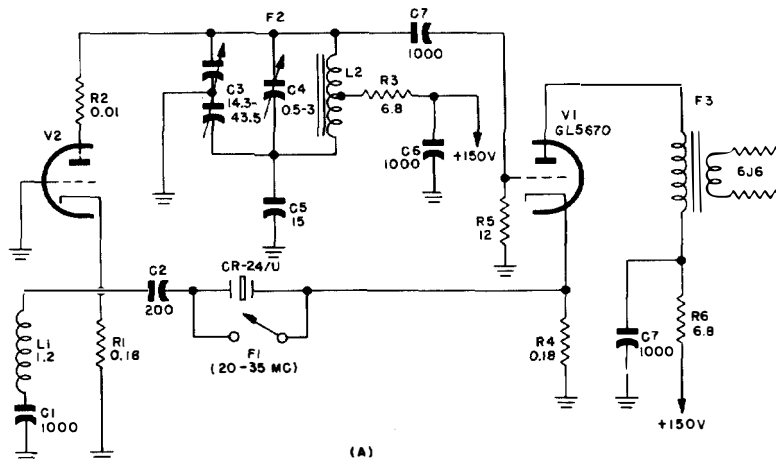 F2
C7
1000
R2
0.01
C3
14.3-
43.5
C4
0.5-3
L2
R3
6.8
V1
GL5670
F3
V2
C6
1000
+150V
6J6
C5
15
R5
12
CR-24/U
C2
200
F1
(20-35 MC)
L1
1.2
R1
0.18
R4
0.18
C7
1000
R6
6.8
C1
1000
+150V
(A)